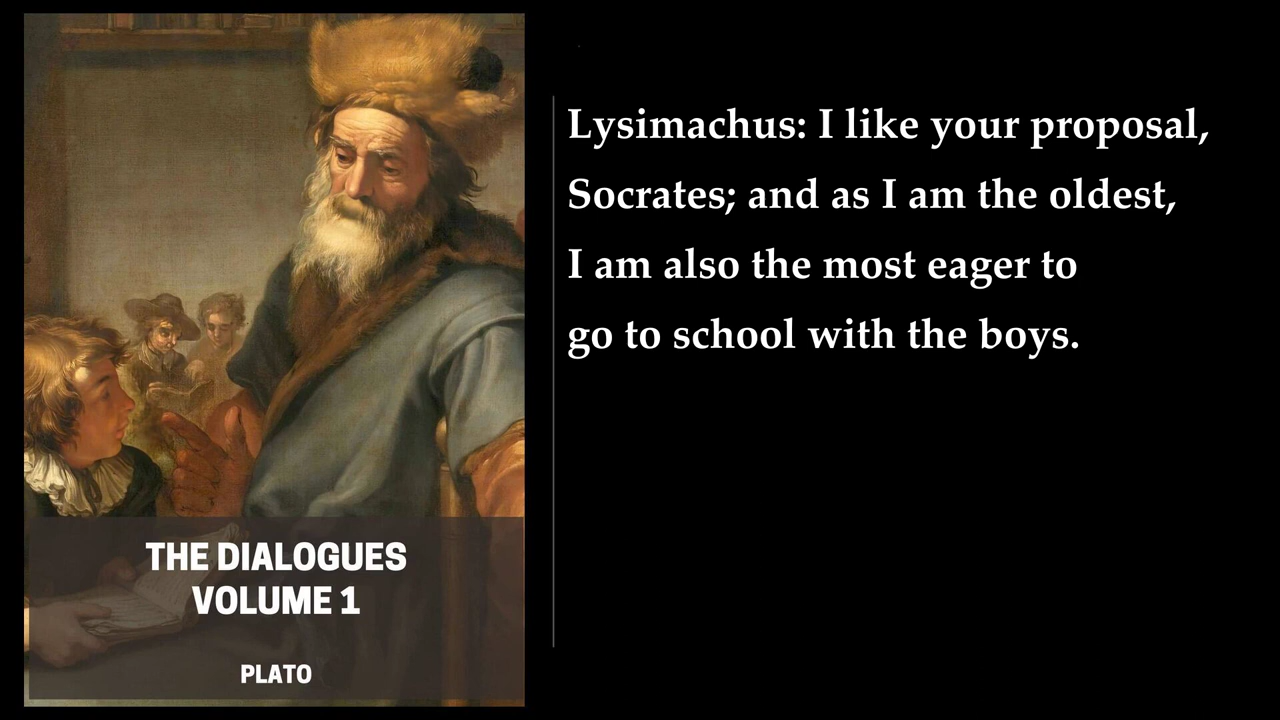 Lysimachus: I like your proposal,
Socrates; and as I am the oldest,
I am also the most eager to
go to school with the boys.
THE DIALOGUES
VOLUME 1
PLATO